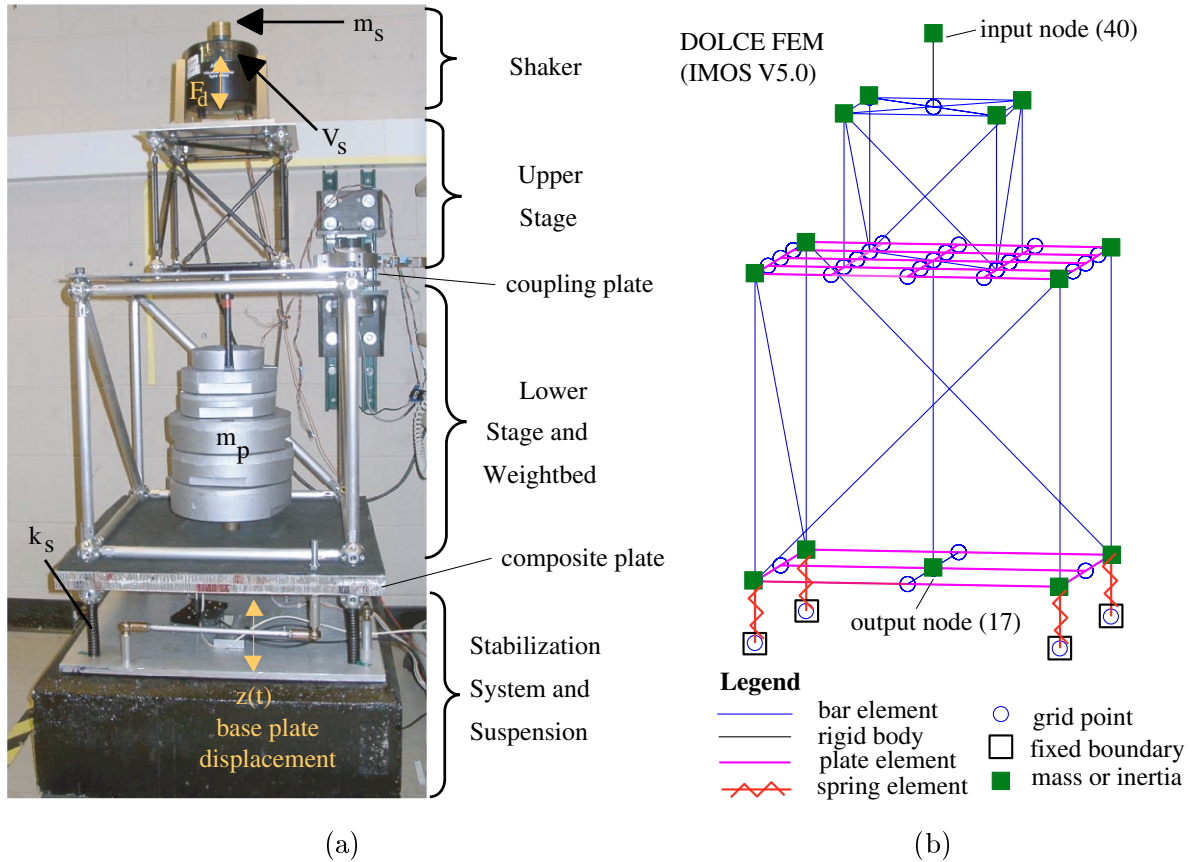 m_s
Shaker
F_d
V_s
Upper
Stage
coupling plate
Lower
Stage and
Weightbed
m_p
k_s
composite plate
Stabilization
System and
Suspension
z(t)
base plate
displacement
(a)
DOLCE FEM
(IMOS V5.0)
input node (40)
output node (17)
Legend
bar element
rigid body
plate element
spring element
grid point
fixed boundary
mass or inertia
(b)